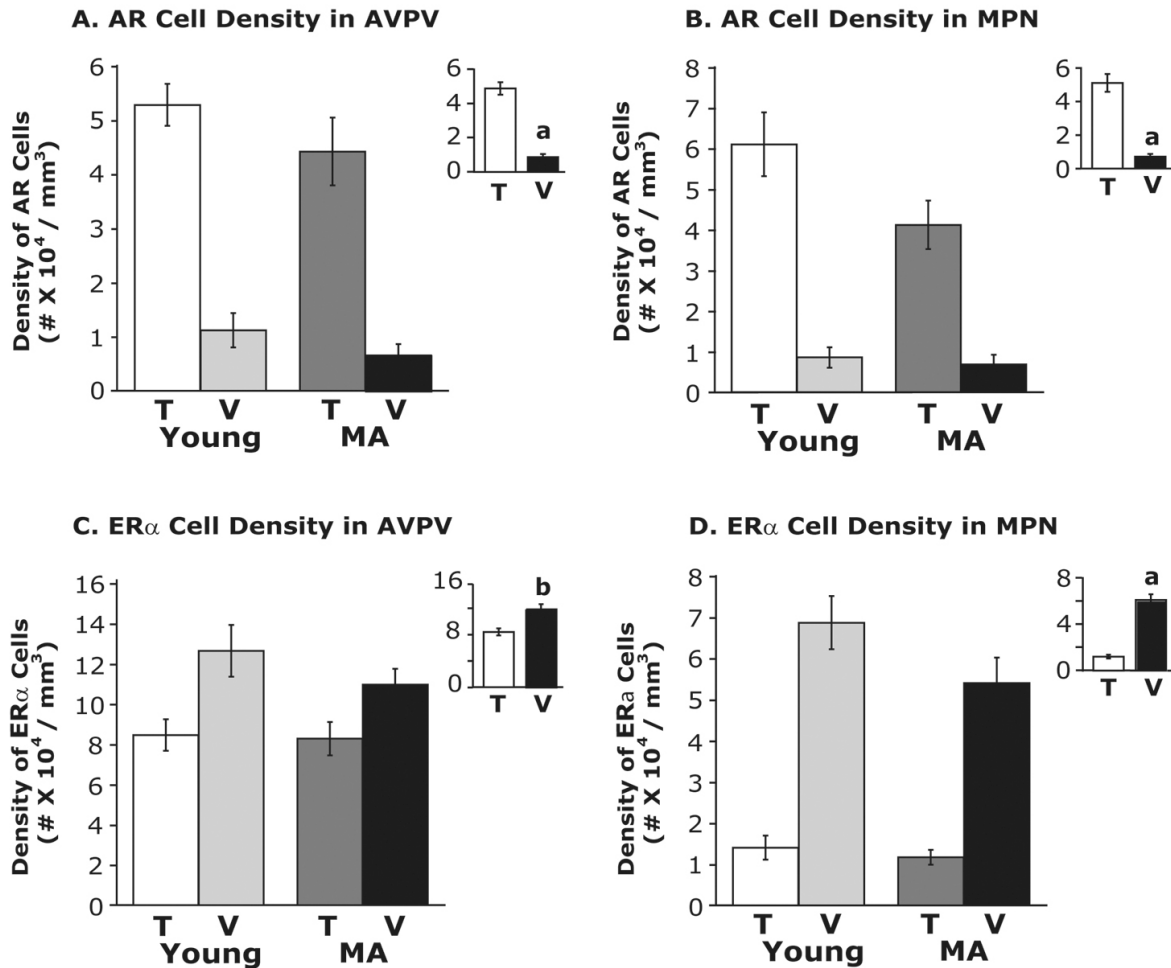 A. AR Cell Density in AVPV
Density of AR Cells
(# X 10⁴ / mm³)
6
5
4
3
2
1
0
T V T V
Young MA
6
4
2
0
a
T V
B. AR Cell Density in MPN
Density of AR Cells
(# X 10⁴ / mm³)
8
7
6
5
4
3
2
1
0
T V T V
Young MA
6
4
2
0
a
T V
C. ERα Cell Density in AVPV
Density of ERα Cells
(# X 10⁴ / mm³)
16
14
12
10
8
6
4
2
0
T V T V
Young MA
16
8
0
b
T V
D. ERα Cell Density in MPN
Density of ERa Cells
(# X 10⁴ / mm³)
8
7
6
5
4
3
2
1
0
T V T V
Young MA
8
4
0
a
T V